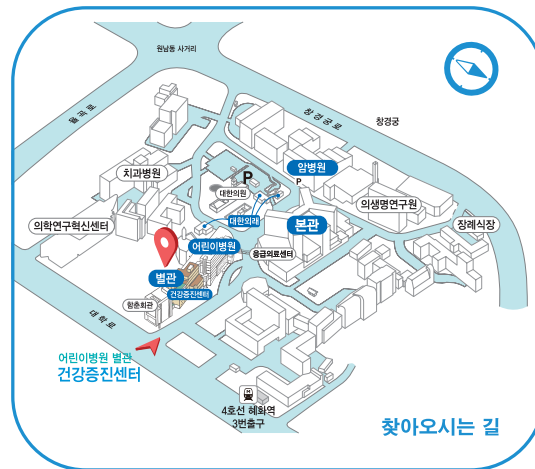 원남동 사거리
율곡로
창경궁로
창경궁
치과병원
P
암병원
P
대한의원
의생명연구원
대한외래
본관
장례식장
의학연구혁신센터
어린이병원
응급의료센터
별관
건강증진센터
함춘회관
대학로
어린이병원 별관
건강증진센터
4호선 혜화역
3번출구
찾아오시는 길